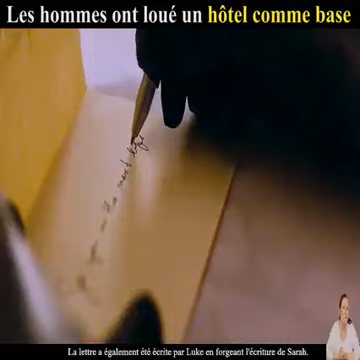 Les hommes ont loué un hôtel comme base
La lettre a également été écrite par Luke en forgeant l'écriture de Sarah.